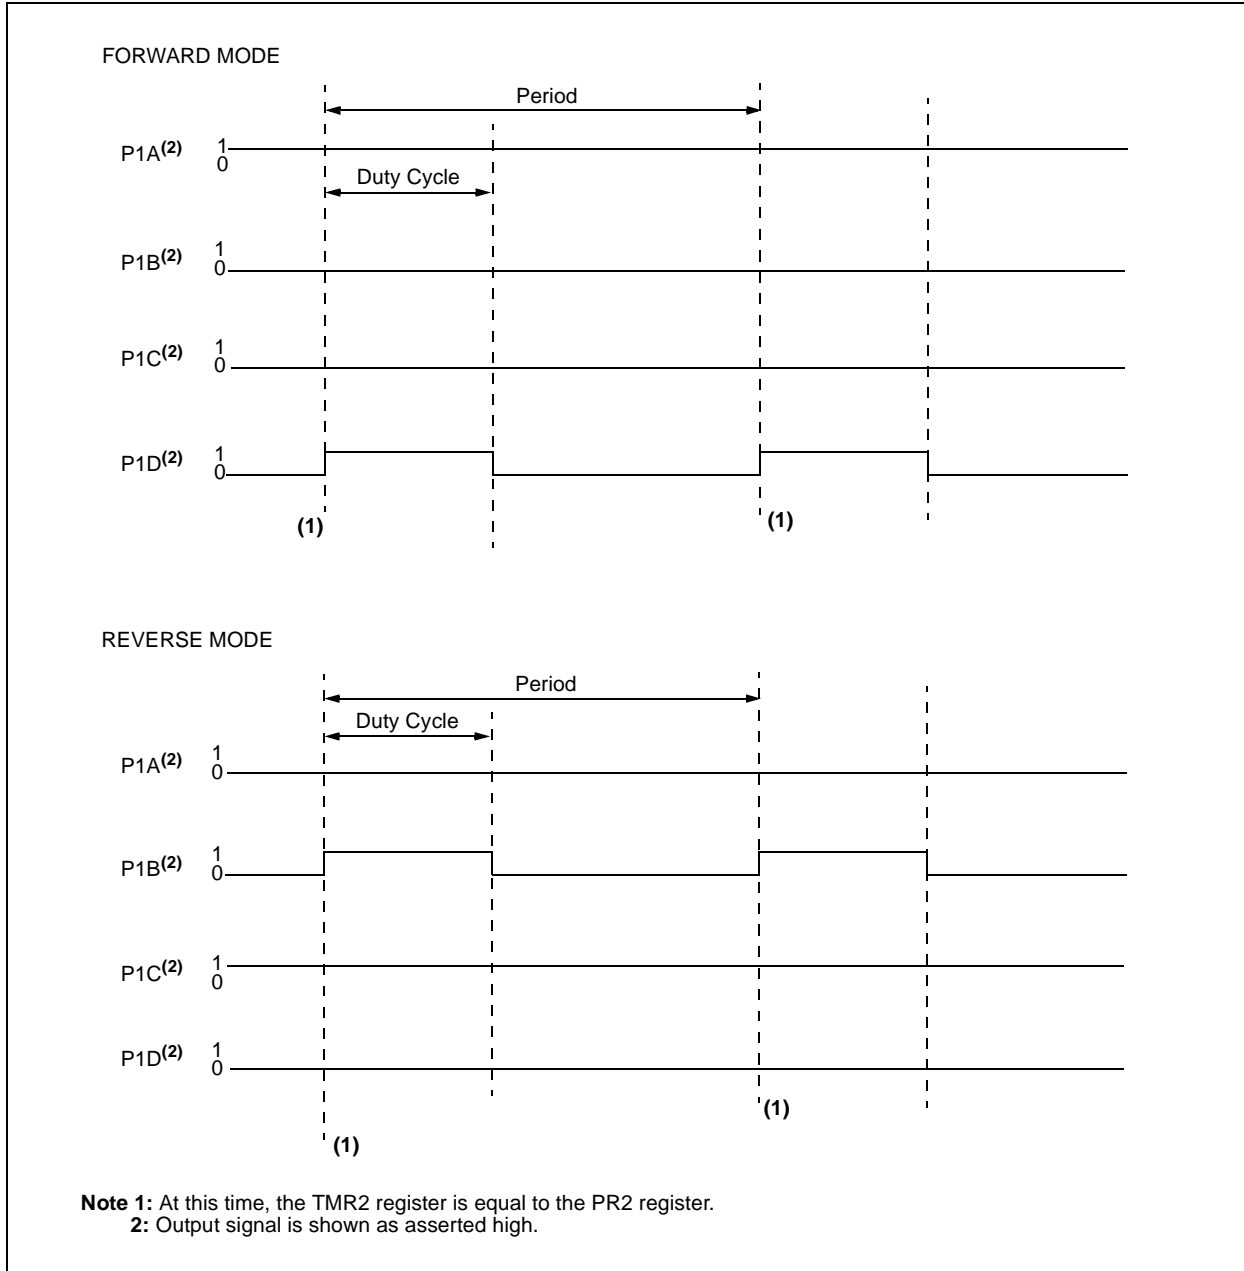 FORWARD MODE
Period
P1A(2) 1
0
Duty Cycle
P1B(2) 1
0
P1C(2) 1
0
P1D(2) 1
0
(1)
(1)
REVERSE MODE
Period
Duty Cycle
P1A(2) 1
0
P1B(2) 1
0
P1C(2) 1
0
P1D(2) 1
0
(1)
(1)
Note 1: At this time, the TMR2 register is equal to the PR2 register.
2: Output signal is shown as asserted high.